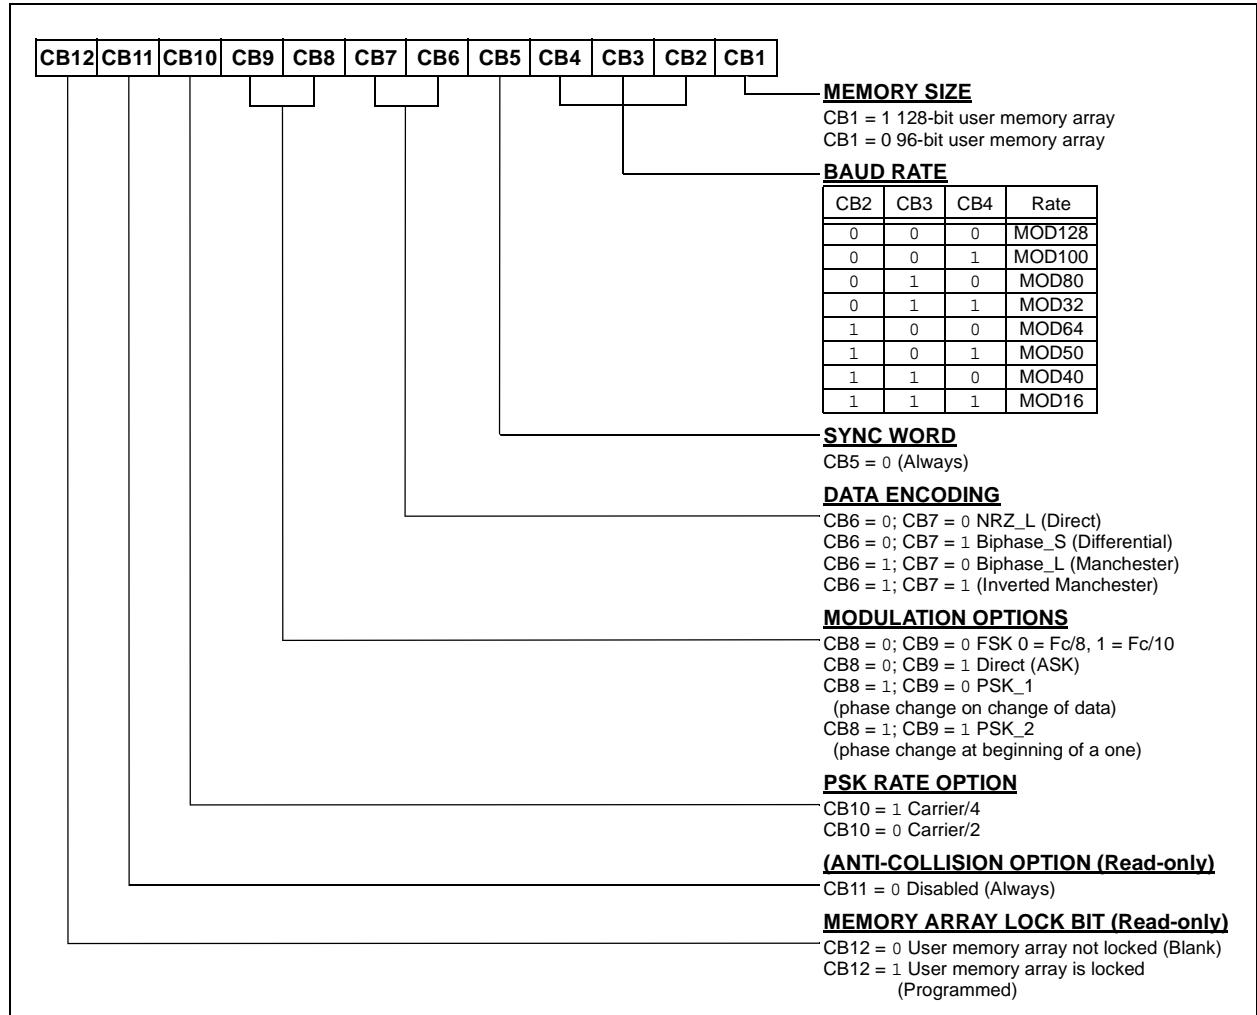 CB12 CB11 CB10 CB9 CB8 CB7 CB6 CB5 CB4 CB3 CB2 CB1
MEMORY SIZE
CB1 = 1 128-bit user memory array
CB1 = 0 96-bit user memory array
BAUD RATE
CB2 CB3 CB4 Rate
0 0 0 MOD128
0 0 1 MOD100
0 1 0 MOD80
0 1 1 MOD32
1 0 0 MOD64
1 0 1 MOD50
1 1 0 MOD40
1 1 1 MOD16
SYNC WORD
CB5 = 0 (Always)
DATA ENCODING
CB6 = 0; CB7 = 0 NRZ_L (Direct)
CB6 = 0; CB7 = 1 Biphase_S (Differential)
CB6 = 1; CB7 = 0 Biphase_L (Manchester)
CB6 = 1; CB7 = 1 (Inverted Manchester)
MODULATION OPTIONS
CB8 = 0; CB9 = 0 FSK 0 = Fc/8, 1 = Fc/10
CB8 = 0; CB9 = 1 Direct (ASK)
CB8 = 1; CB9 = 0 PSK_1
(phase change on change of data)
CB8 = 1; CB9 = 1 PSK_2
(phase change at beginning of a one)
PSK RATE OPTION
CB10 = 1 Carrier/4
CB10 = 0 Carrier/2
(ANTI-COLLISION OPTION (Read-only)
CB11 = 0 Disabled (Always)
MEMORY ARRAY LOCK BIT (Read-only)
CB12 = 0 User memory array not locked (Blank)
CB12 = 1 User memory array is locked
(Programmed)